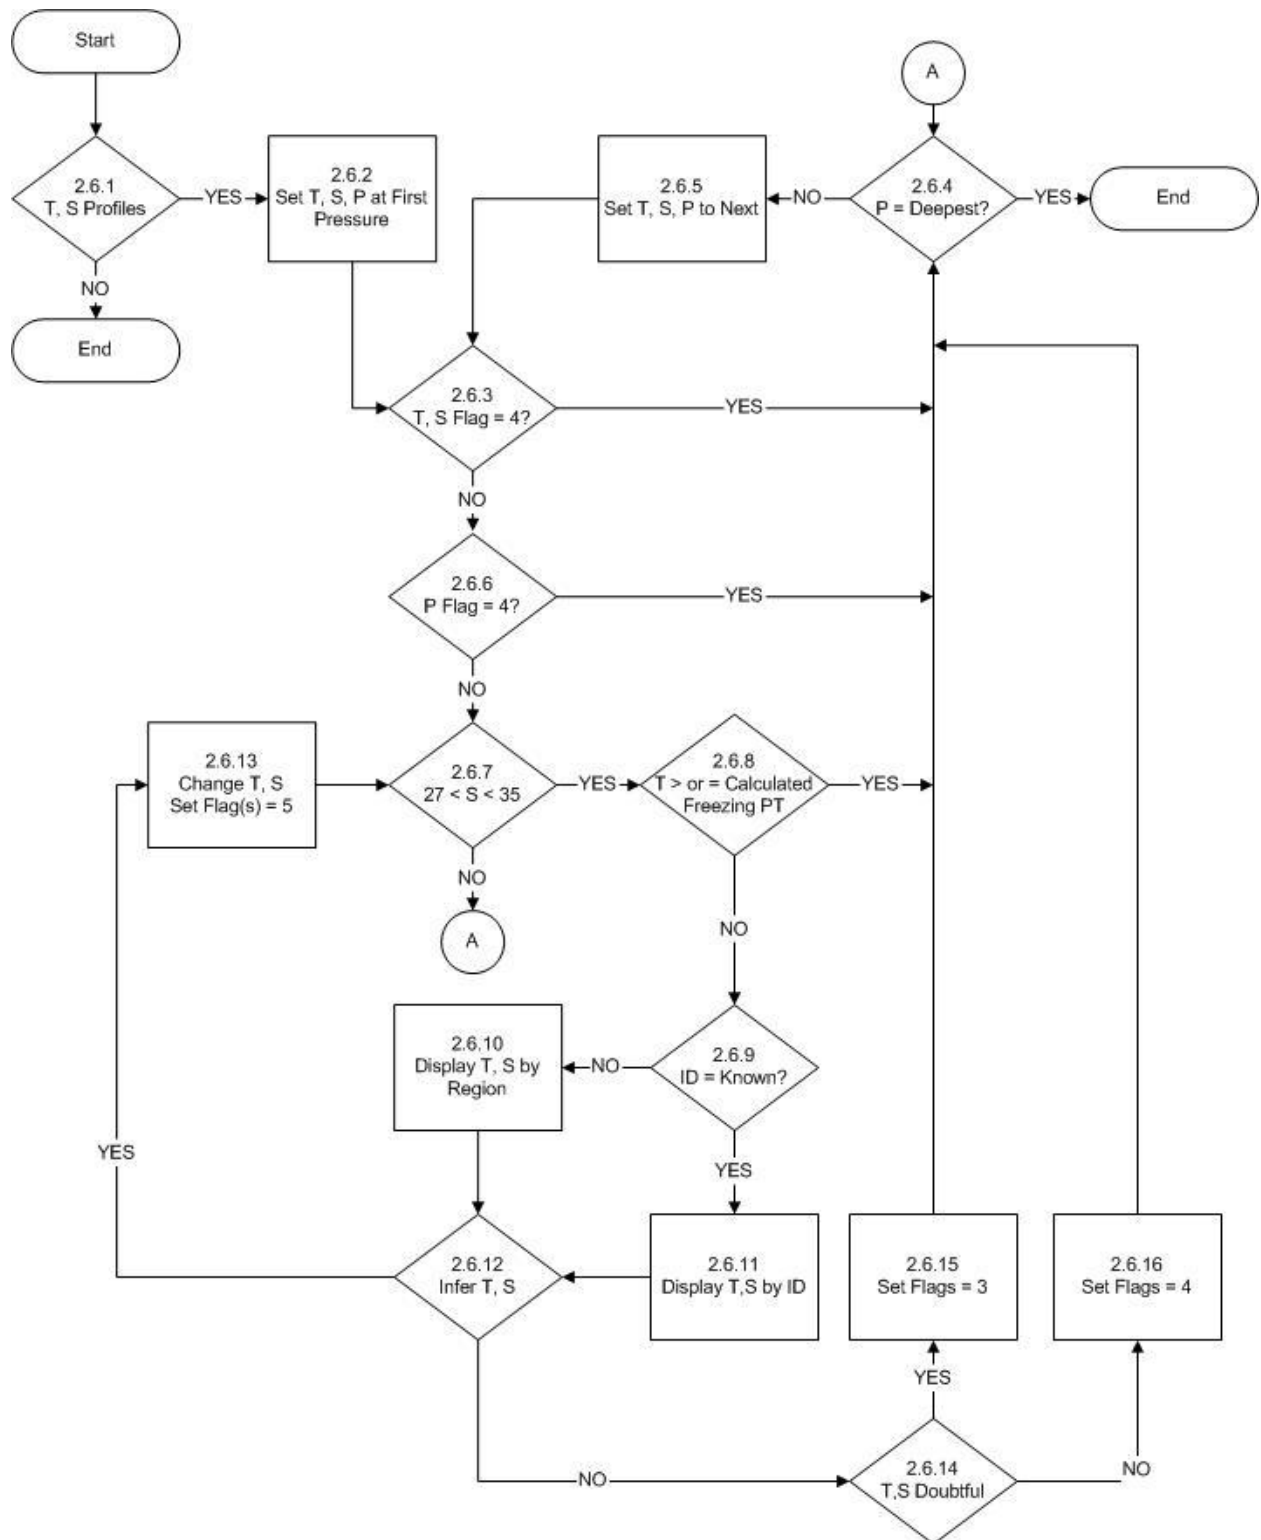 Start
A
2.6.1
T, S Profiles
YES
2.6.2
Set T, S, P at First
Pressure
2.6.5
Set T, S, P to Next
NO
2.6.4
P = Deepest?
YES
End
NO
End
2.6.3
T, S Flag = 4?
YES
NO
2.6.6
P Flag = 4?
YES
NO
2.6.13
Change T, S
Set Flag(s) = 5
2.6.7
27 < S < 35
YES
2.6.8
T > or = Calculated
Freezing PT
YES
NO
A
NO
2.6.10
Display T, S by
Region
NO
2.6.9
ID = Known?
YES
YES
2.6.12
Infer T, S
2.6.11
Display T,S by ID
2.6.15
Set Flags = 3
2.6.16
Set Flags = 4
YES
NO
2.6.14
T,S Doubtful
NO